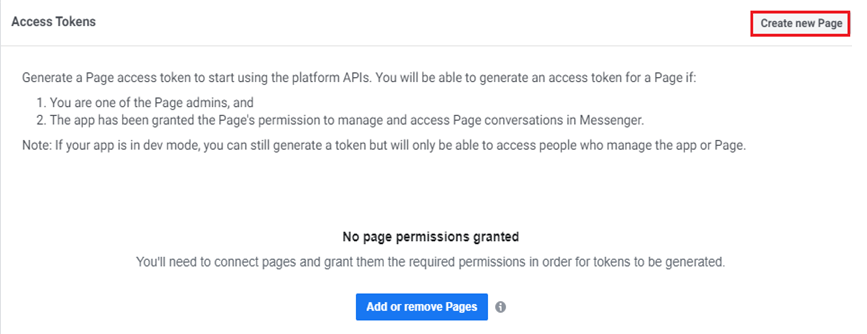 Access Tokens
Create new Page
Generate a Page access token to start using the platform APIs. You will be able to generate an access token for a Page if:
1. You are one of the Page admins, and
2. The app has been granted the Page's permission to manage and access Page conversations in Messenger.
Note: If your app is in dev mode, you can still generate a token but will only be able to access people who manage the app or Page.
No page permissions granted
You'll need to connect pages and grant them the required permissions in order for tokens to be generated.
Add or remove Pages